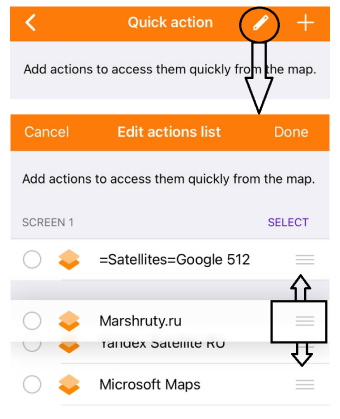 Quick action
Add actions to access them quickly from the map.
Cancel Edit actions list Done
Add actions to access them quickly from the map.
SCREEN 1 SELECT
=Satellites=Google 512
Marshruty.ru
Yandex Satellite RU
Microsoft Maps